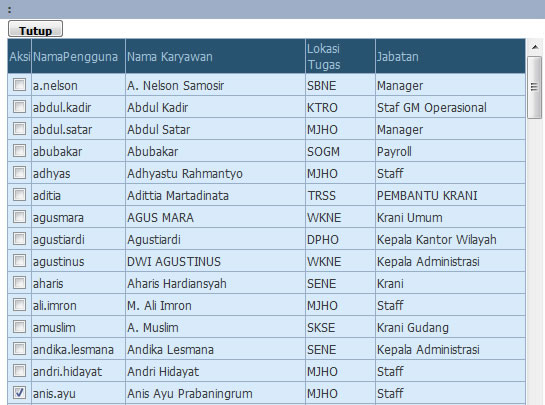 :
Tutup
Aksi NamaPengguna Nama Karyawan Lokasi Tugas Jabatan
a.nelson A. Nelson Samosir SBNE Manager
abdul.kadir Abdul Kadir KTRO Staf GM Operasional
abdul.satar Abdul Satar MJHO Manager
abubakar Abubakar SOGM Payroll
adhyas Adhyastu Rahmantyo MJHO Staff
aditia Adittia Martadinata TRSS PEMBANTU KRANI
agusmara AGUS MARA WKNE Krani Umum
agustiardi Agustiardi DPHO Kepala Kantor Wilayah
agustinus DWI AGUSTINUS WKNE Kepala Administrasi
aharis Aharis Hardiansyah SENE Krani
ali.imron M. Ali Imron MJHO Staff
amuslim A. Muslim SKSE Krani Gudang
andika.lesmana Andika Lesmana SENE Kepala Administrasi
andri.hidayat Andri Hidayat MJHO Staff
anis.ayu Anis Ayu Prabaningrum MJHO Staff